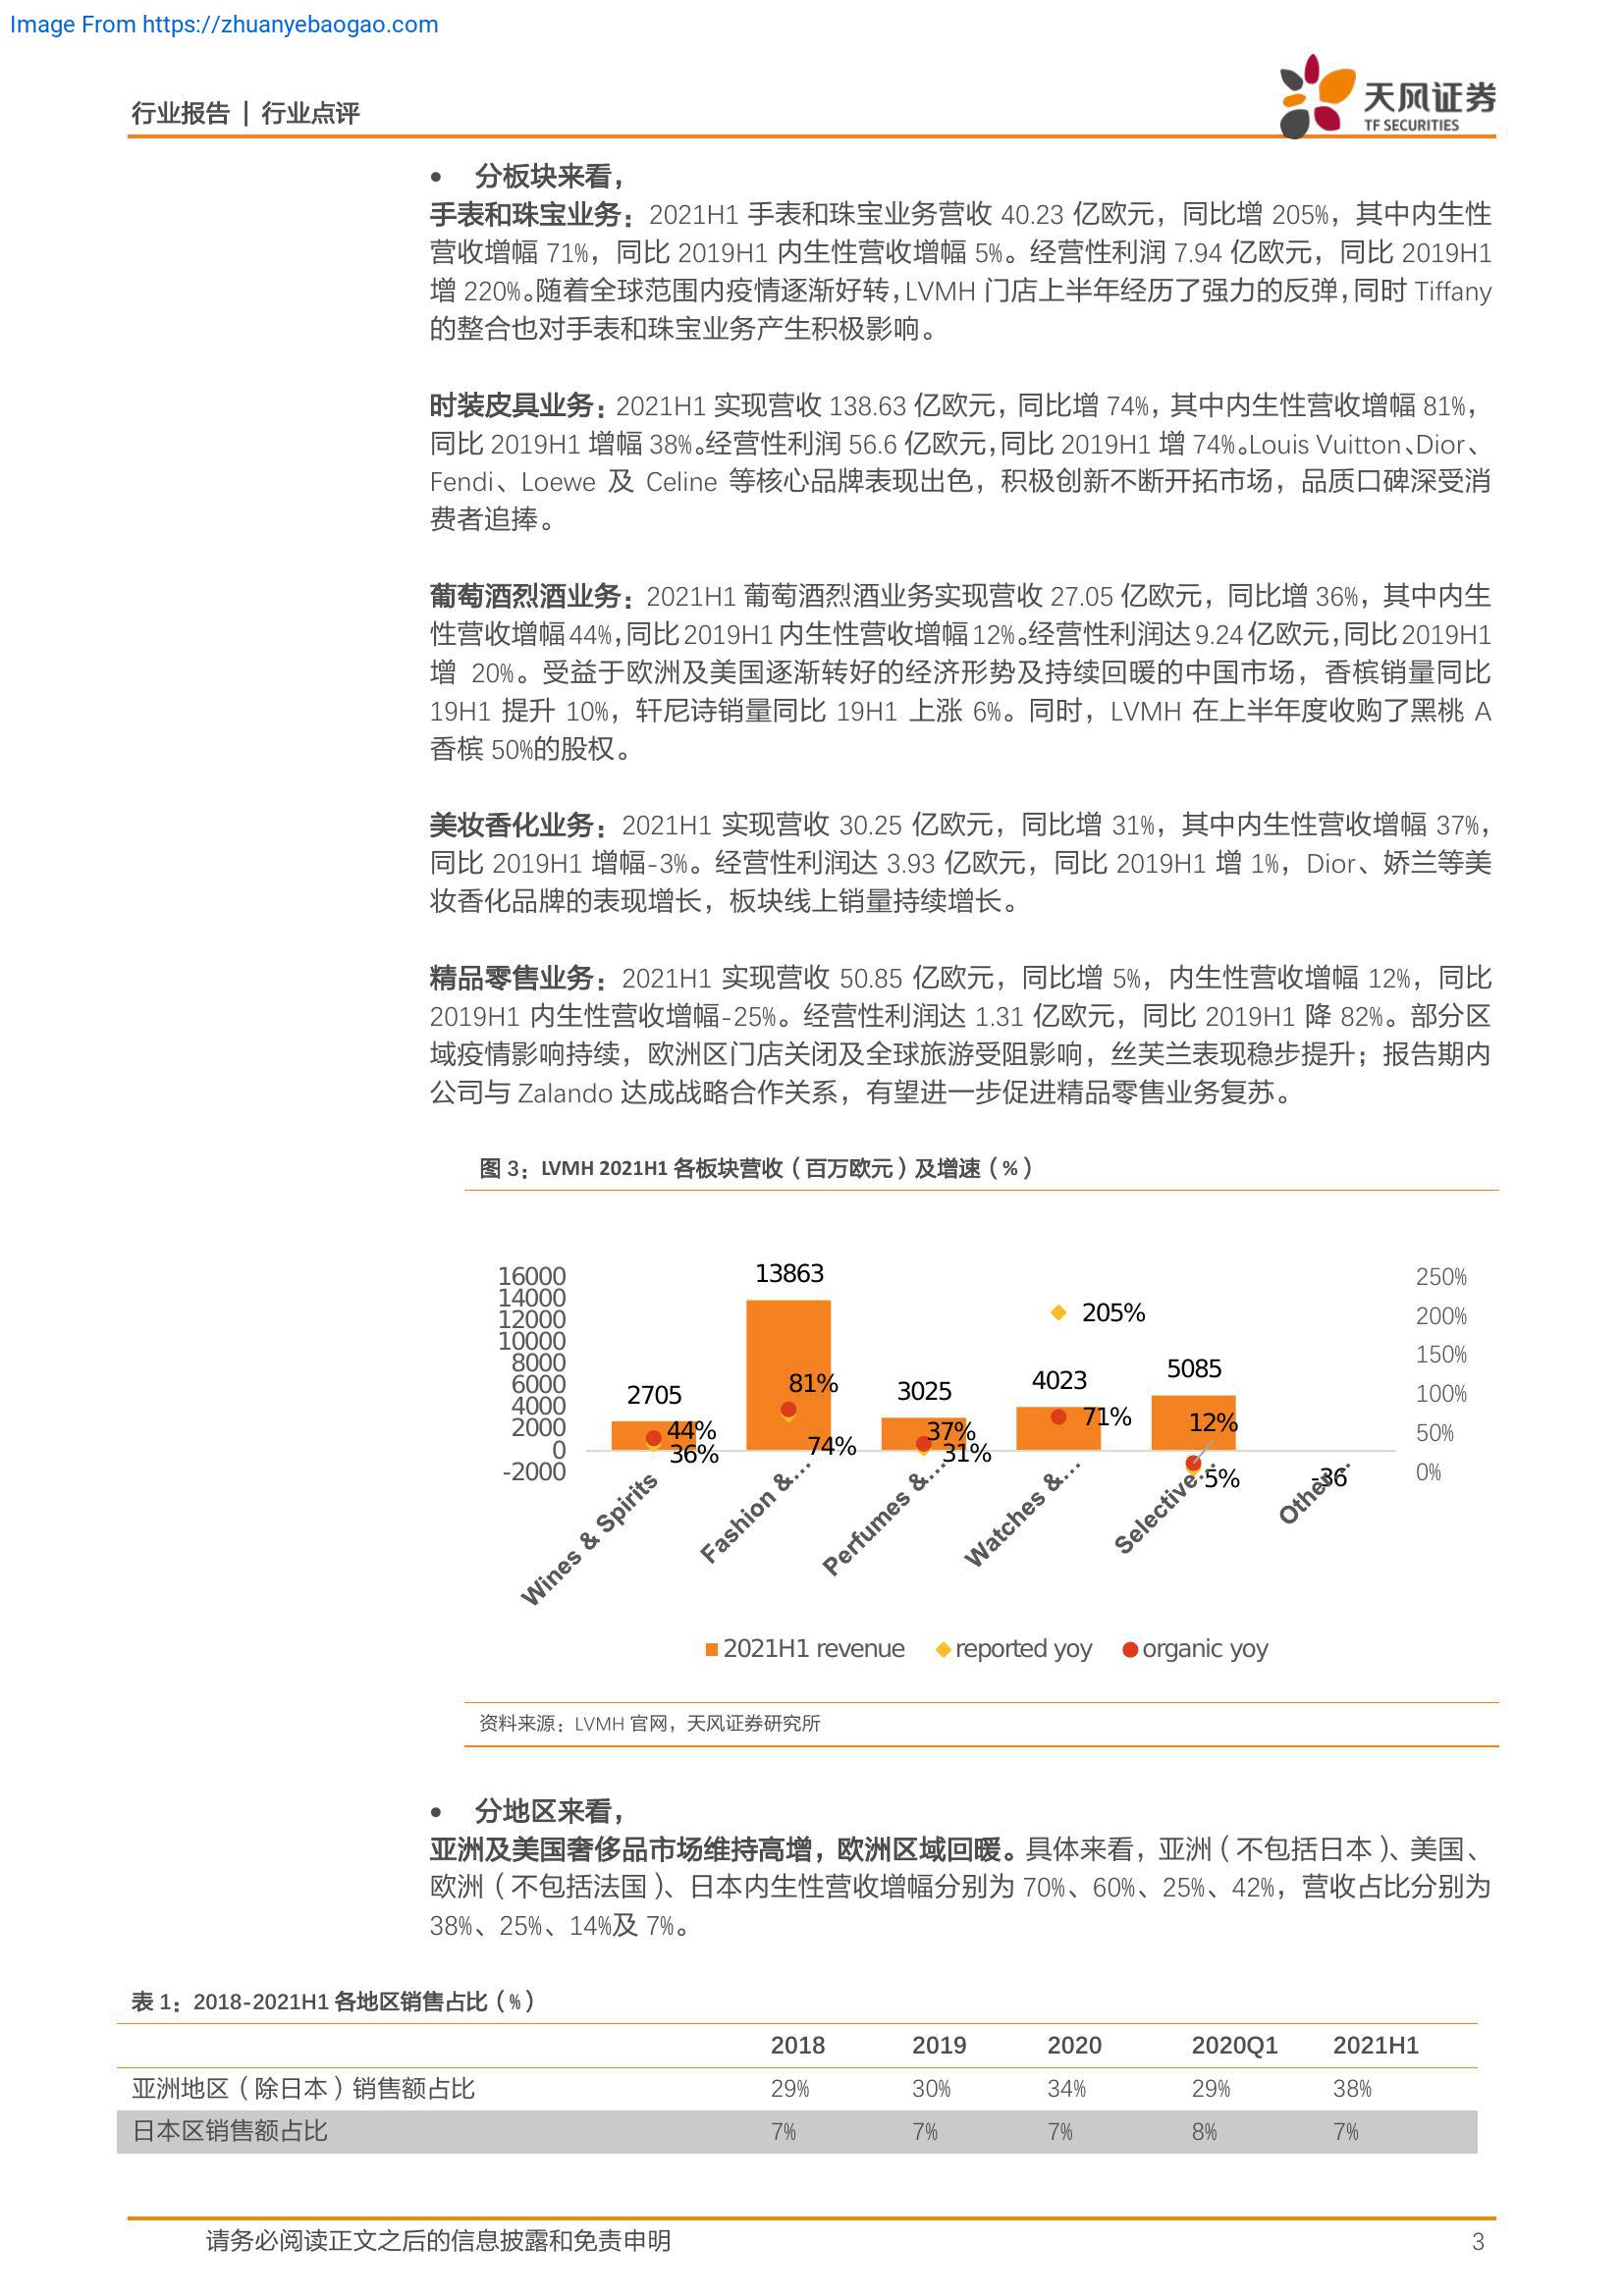 Image From https://zhuanyebaogao.com
行业报告 | 行业点评
天风证券
TF SECURITIES
• 分板块来看，
手表和珠宝业务：2021H1 手表和珠宝业务营收 40.23 亿欧元，同比增 205%，其中内生性
营收增幅 71%，同比 2019H1 内生性营收增幅 5%。经营性利润 7.94 亿欧元，同比 2019H1
增 220%。随着全球范围内疫情逐渐好转，LVMH 门店上半年经历了强力的反弹，同时 Tiffany
的整合也对手表和珠宝业务产生积极影响。
时装皮具业务：2021H1 实现营收 138.63 亿欧元，同比增 74%，其中内生性营收增幅 81%，
同比 2019H1 增幅 38%。经营性利润 56.6 亿欧元，同比 2019H1 增 74%。Louis Vuitton、Dior、
Fendi、Loewe 及 Celine 等核心品牌表现出色，积极创新不断开拓市场，品质口碑深受消
费者追捧。
葡萄酒烈酒业务：2021H1 葡萄酒烈酒业务实现营收 27.05 亿欧元，同比增 36%，其中内生
性营收增幅 44%，同比 2019H1 内生性营收增幅 12%。经营性利润达 9.24 亿欧元，同比 2019H1
增 20%。受益于欧洲及美国逐渐转好的经济形势及持续回暖的中国市场，香槟销量同比
19H1 提升 10%，轩尼诗销量同比 19H1 上涨 6%。同时，LVMH 在上半年度收购了黑桃 A
香槟 50%的股权。
美妆香化业务：2021H1 实现营收 30.25 亿欧元，同比增 31%，其中内生性营收增幅 37%，
同比 2019H1 增幅-3%。经营性利润达 3.93 亿欧元，同比 2019H1 增 1%，Dior、娇兰等美
妆香化品牌的表现增长，板块线上销量持续增长。
精品零售业务：2021H1 实现营收 50.85 亿欧元，同比增 5%，内生性营收增幅 12%，同比
2019H1 内生性营收增幅-25%。经营性利润达 1.31 亿欧元，同比 2019H1 降 82%。部分区
域疫情影响持续，欧洲区门店关闭及全球旅游受阻影响，丝芙兰表现稳步提升；报告期内
公司与 Zalando 达成战略合作关系，有望进一步促进精品零售业务复苏。
图 3：LVMH 2021H1 各板块营收（百万欧元）及增速（%）
16000
14000
12000
10000
8000
6000
4000
2000
0
-2000
2705
13863
3025
4023
5085
-36
44%
36%
81%
74%
37%
31%
205%
71%
12%
5%
250%
200%
150%
100%
50%
0%
Wines & Spirits
Fashion &...
Perfumes &...
Watches &...
Selective...
Other...
2021H1 revenue
reported yoy
organic yoy
资料来源：LVMH 官网，天风证券研究所
• 分地区来看，
亚洲及美国奢侈品市场维持高增，欧洲区域回暖。具体来看，亚洲（不包括日本）、美国、
欧洲（不包括法国）、日本内生性营收增幅分别为 70%、60%、25%、42%，营收占比分别为
38%、25%、14%及 7%。
表 1：2018-2021H1 各地区销售占比（%）
2018 2019 2020 2020Q1 2021H1
亚洲地区（除日本）销售额占比 29% 30% 34% 29% 38%
日本区销售额占比 7% 7% 7% 8% 7%
请务必阅读正文之后的信息披露和免责申明 3